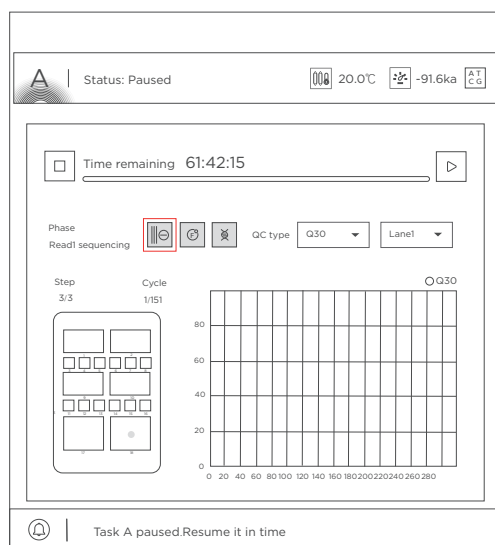 A
Status: Paused
20.0℃
-91.6ka
A T
C G
Time remaining 61:42:15
Phase
Read1 sequencing
QC type
Q30
Lane1
Step
3/3
Cycle
1/151
Q30
80
60
40
20
0
0 20 40 60 80 100 120 140 160 180 200 220 240 260 280
Task A paused.Resume it in time